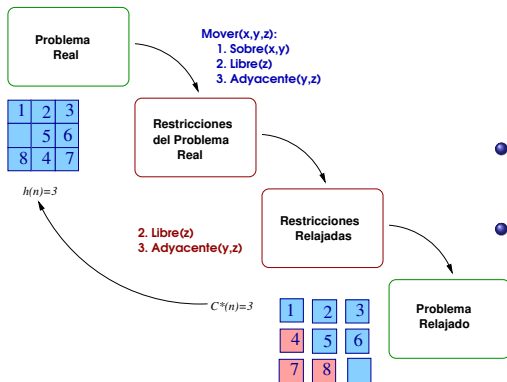 Problema
Real
Mover(x,y,z):
1. Sobre(x,y)
2. Libre(z)
3. Adyacente(y,z)
1 2 3
5 6
8 4 7
h(n)=3
Restricciones
del Problema
Real
Restricciones
Relajadas
2. Libre(z)
3. Adyacente(y,z)
C*(n)=3
1 2 3
4 5 6
7 8
Problema
Relajado